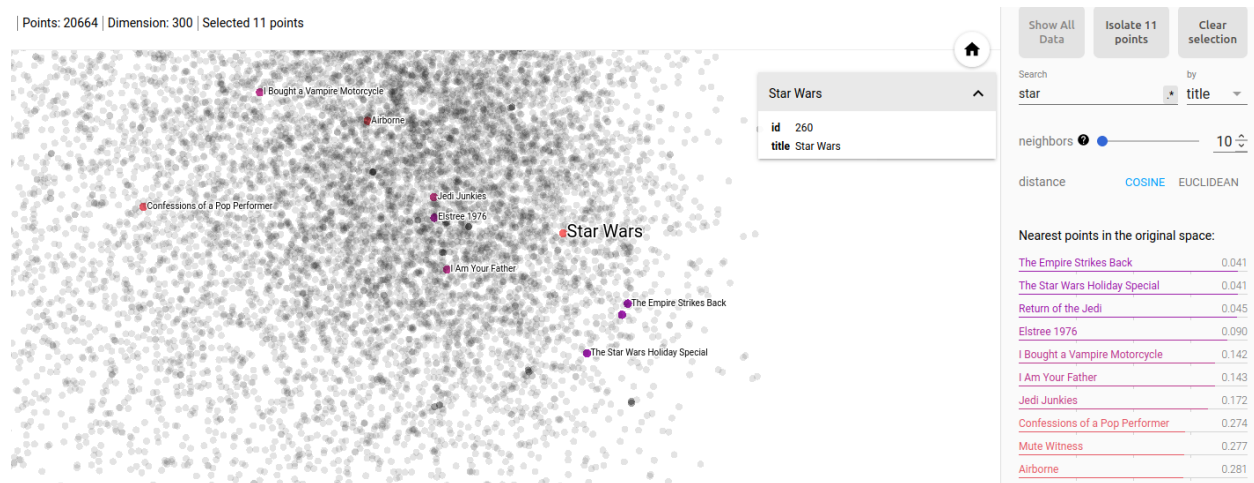 Points: 20664 | Dimension: 300 | Selected 11 points
Show All Data
Isolate 11 points
Clear selection
Search
by
star
.*
title
neighbors ?
10
distance
COSINE
EUCLIDEAN
Nearest points in the original space:
The Empire Strikes Back 0.041
The Star Wars Holiday Special 0.041
Return of the Jedi 0.045
Elstree 1976 0.090
I Bought a Vampire Motorcycle 0.142
I Am Your Father 0.143
Jedi Junkies 0.172
Confessions of a Pop Performer 0.274
Mute Witness 0.277
Airborne 0.281
Star Wars
id 260
title Star Wars
I Bought a Vampire Motorcycle
Airborne
Jedi Junkies
Confessions of a Pop Performer
Elstree 1976
Star Wars
I Am Your Father
The Empire Strikes Back
The Star Wars Holiday Special